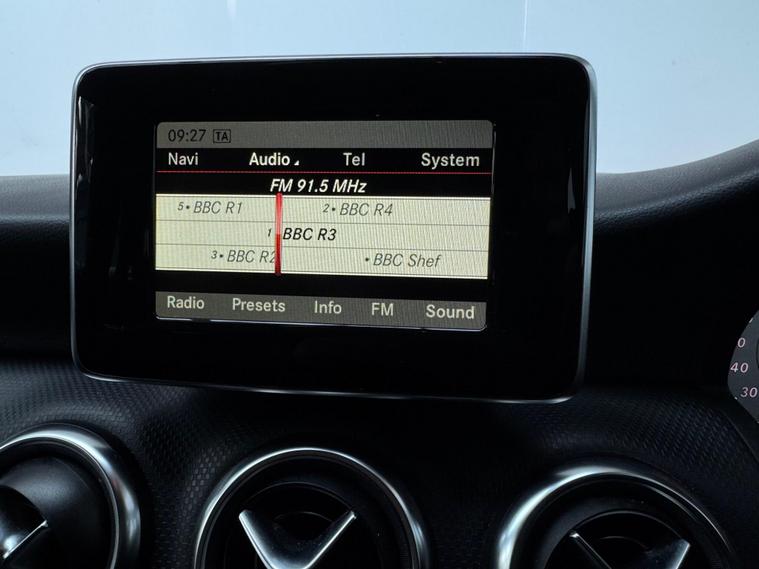 09:27 TA
Navi Audio Tel System
FM 91.5 MHz
5• BBC R1 2• BBC R4
1 BBC R3
3• BBC R2 • BBC Shef
Radio Presets Info FM Sound
0
40
30